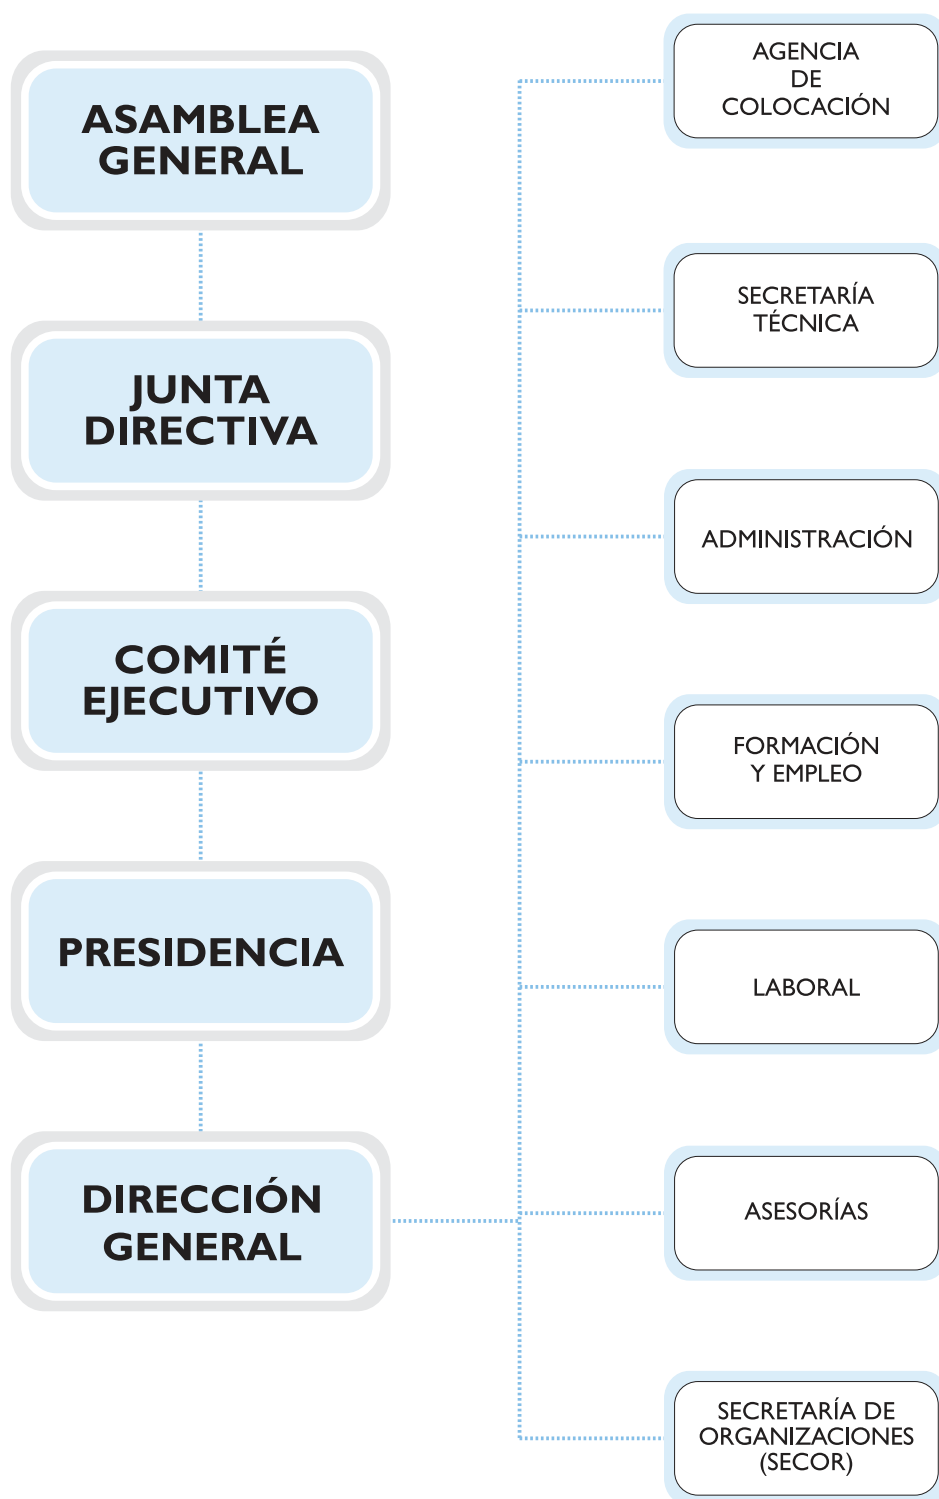 ASAMBLEA
GENERAL
JUNTA
DIRECTIVA
COMITÉ
EJECUTIVO
PRESIDENCIA
DIRECCIÓN
GENERAL
AGENCIA
DE
COLOCACIÓN
SECRETARÍA
TÉCNICA
ADMINISTRACIÓN
FORMACIÓN
Y EMPLEO
LABORAL
ASESORÍAS
SECRETARÍA DE
ORGANIZACIONES
(SECOR)